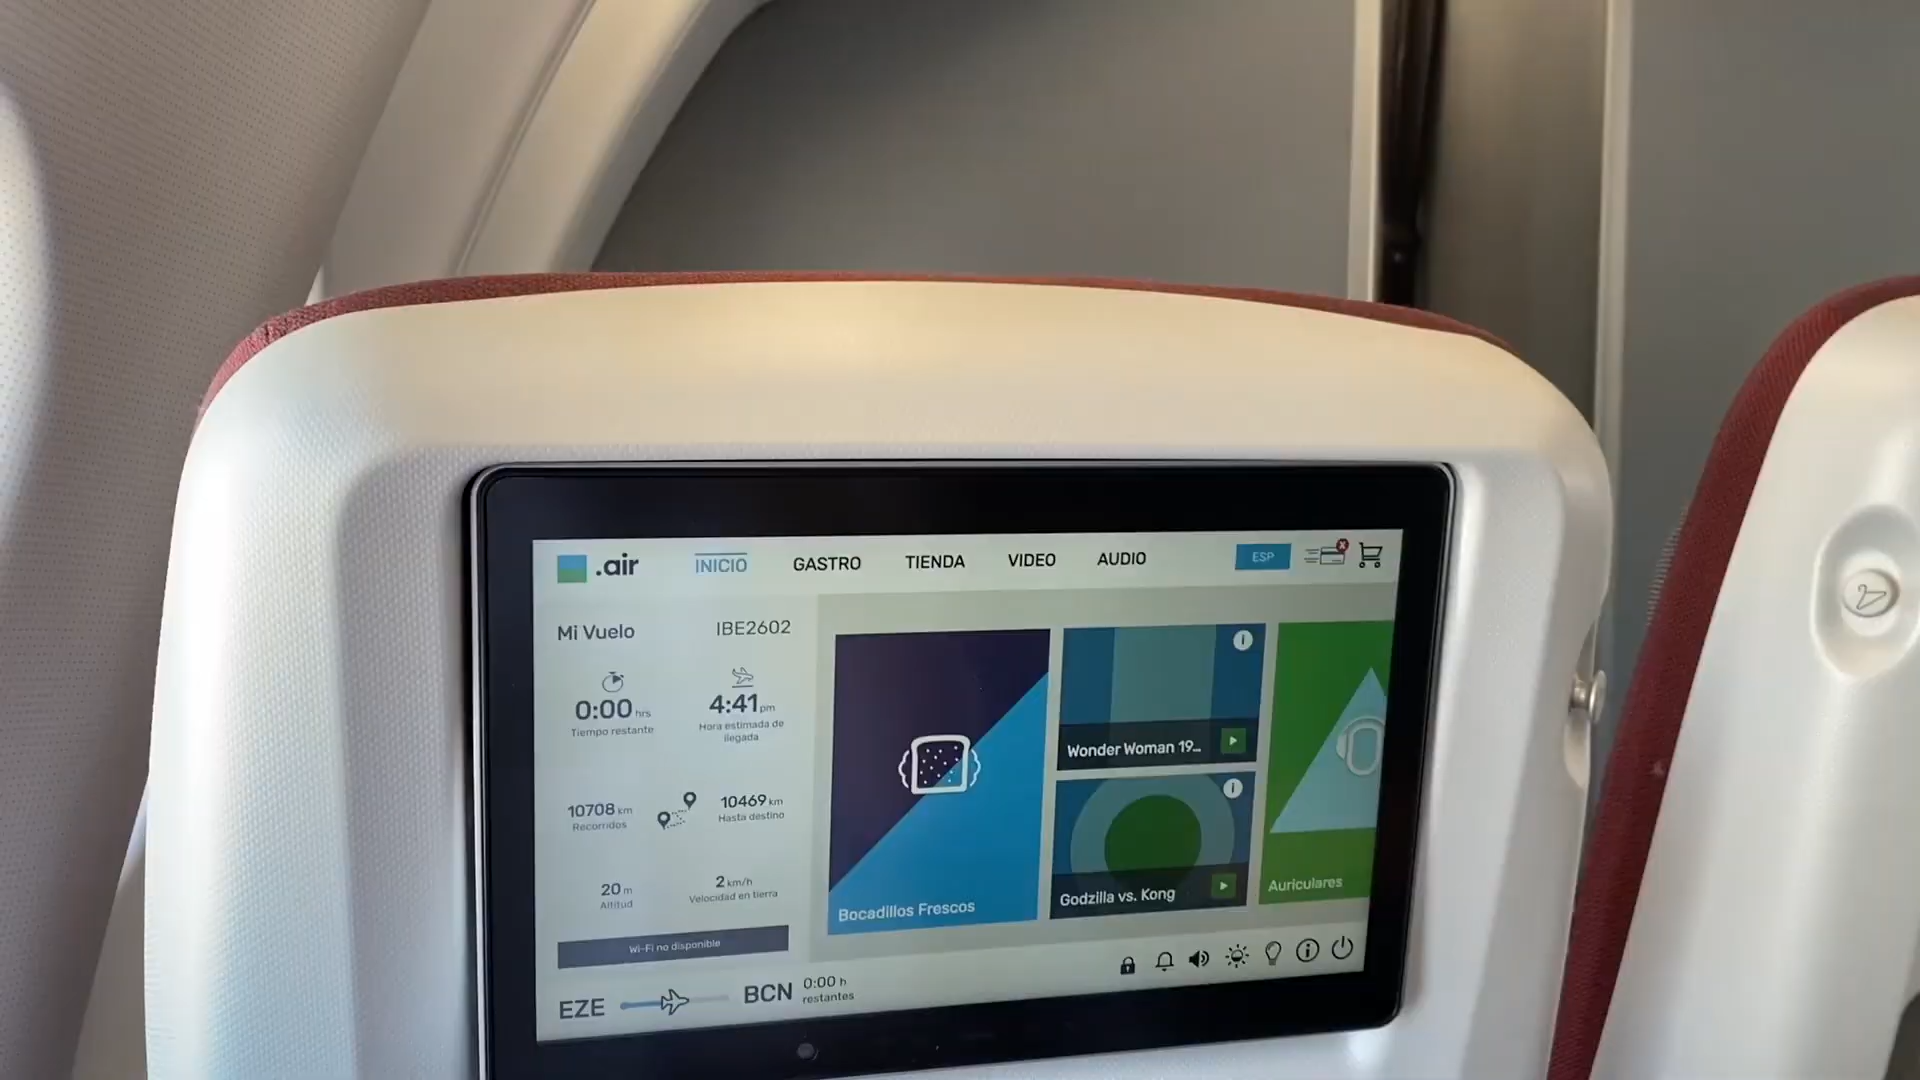 .air
INICIO
GASTRO
TIENDA
VIDEO
AUDIO
ESP
Mi Vuelo
IBE2602
0:00 hrs
Tiempo restante
4:41 pm
Hora estimada de
llegada
10708 km
Recorridos
10469 km
Hasta destino
20 m
Altitud
2 km/h
Velocidad en tierra
Wi-Fi no disponible
EZE
BCN
0:00 h
restantes
Bocadillos Frescos
Wonder Woman 19...
Godzilla vs. Kong
Auriculares